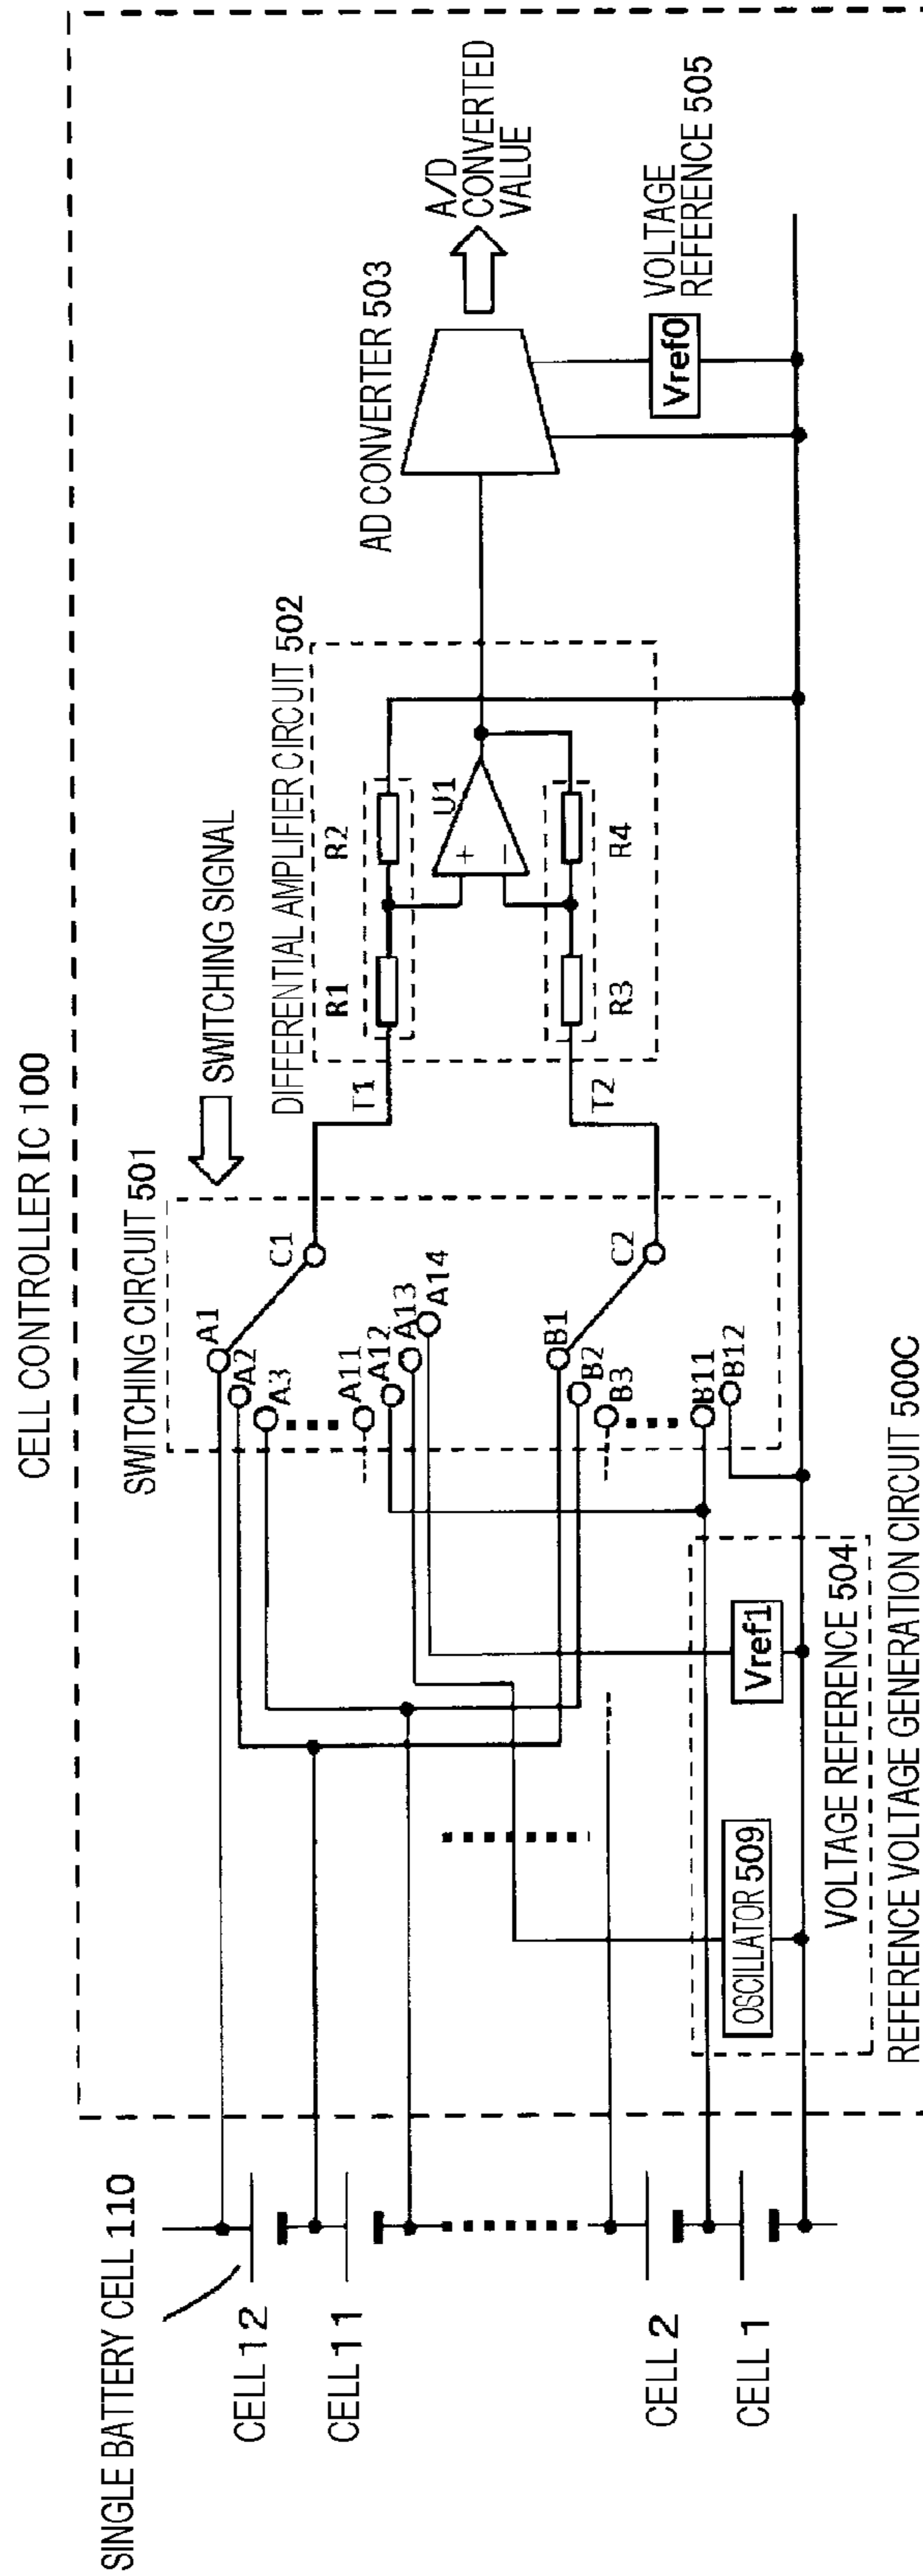 CELL CONTROLLER IC 100
SWITCHING SIGNAL
SWITCHING CIRCUIT 501
DIFFERENTIAL AMPLIFIER CIRCUIT 502
AD CONVERTER 503
A/D
CONVERTED
VALUE
VOLTAGE
REFERENCE 505
Vref0
SINGLE BATTERY CELL 110
CELL 12
CELL 11
CELL 2
CELL 1
A1
A2
A3
A11
A12
A13
A14
C1
B1
B2
B3
B11
B12
C2
T1
T2
R1
R2
U1
+
−
R3
R4
OSCILLATOR 509
Vref1
VOLTAGE REFERENCE 504
REFERENCE VOLTAGE GENERATION CIRCUIT 500C